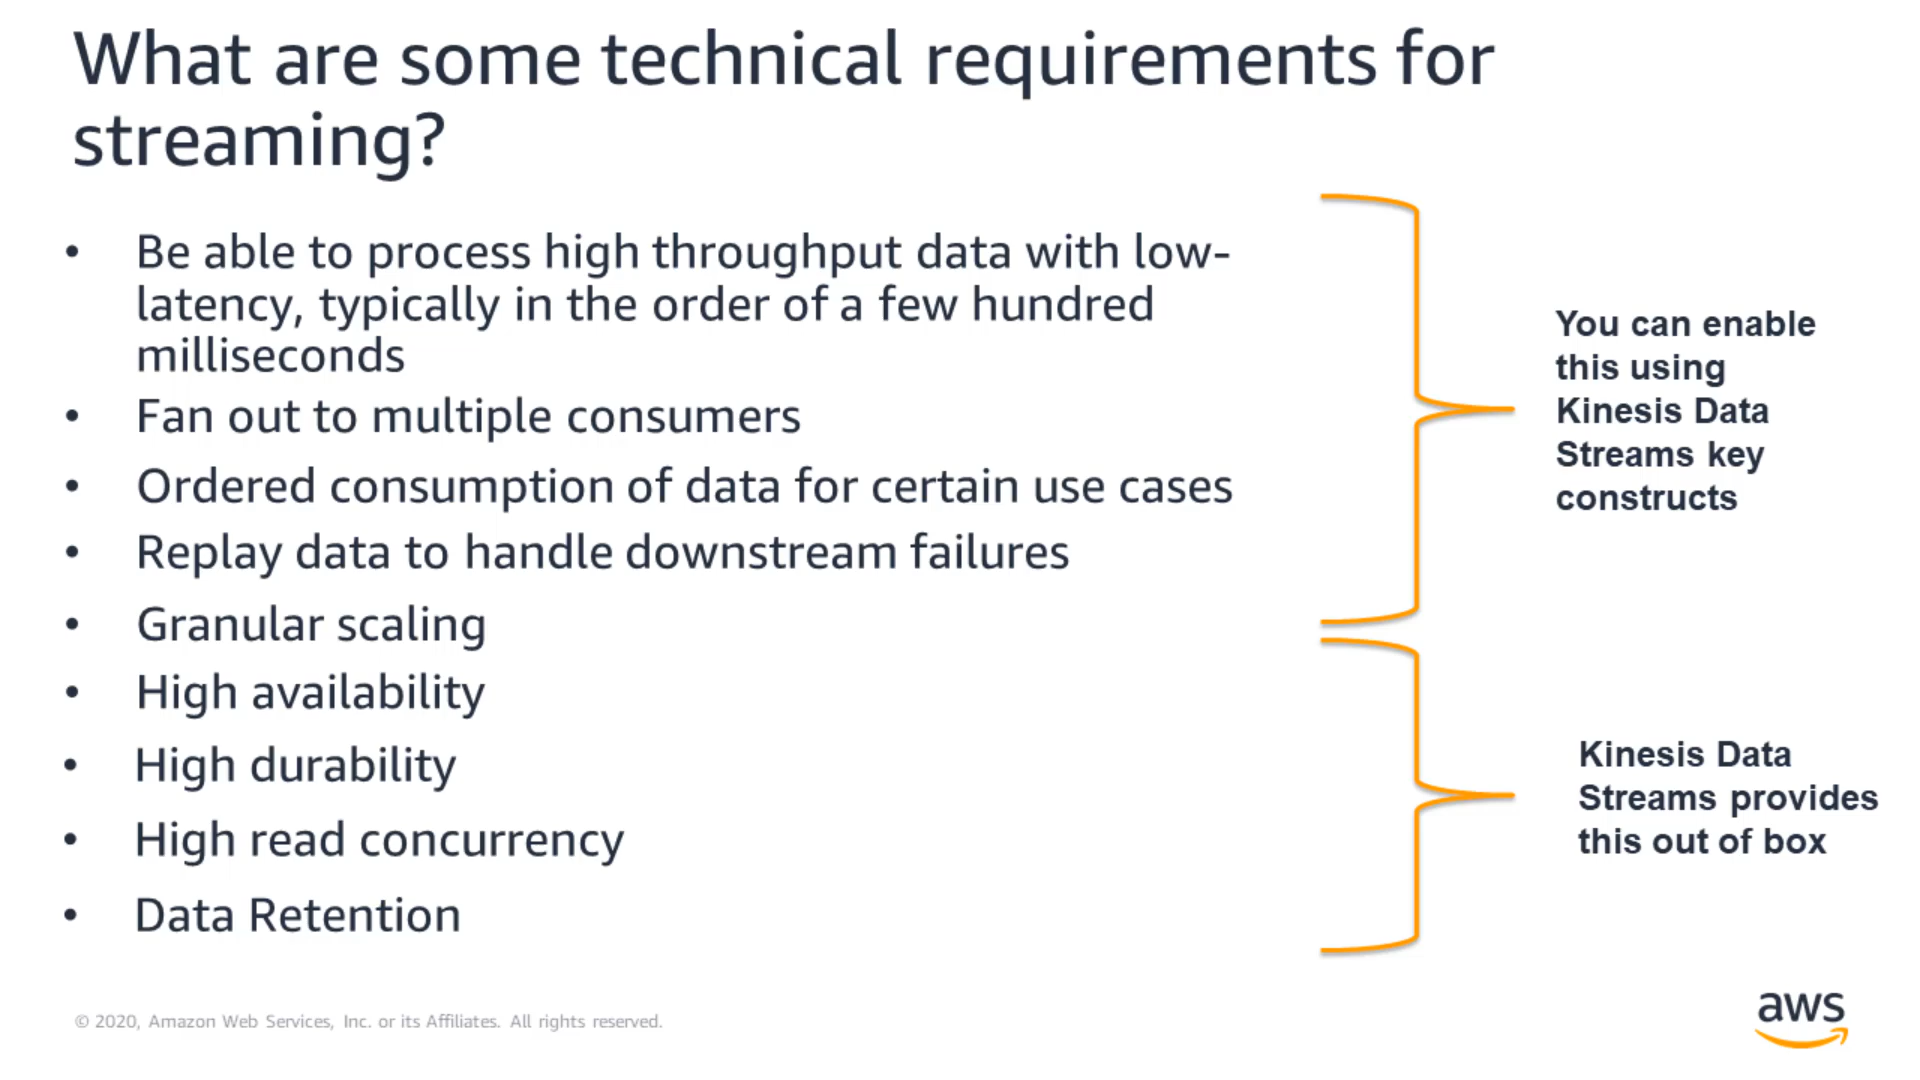 What are some technical requirements for
streaming?
• Be able to process high throughput data with low-
latency, typically in the order of a few hundred
milliseconds
• Fan out to multiple consumers
• Ordered consumption of data for certain use cases
• Replay data to handle downstream failures
• Granular scaling
• High availability
• High durability
• High read concurrency
• Data Retention
You can enable
this using
Kinesis Data
Streams key
constructs
Kinesis Data
Streams provides
this out of box
© 2020, Amazon Web Services, Inc. or its Affiliates. All rights reserved.
aws